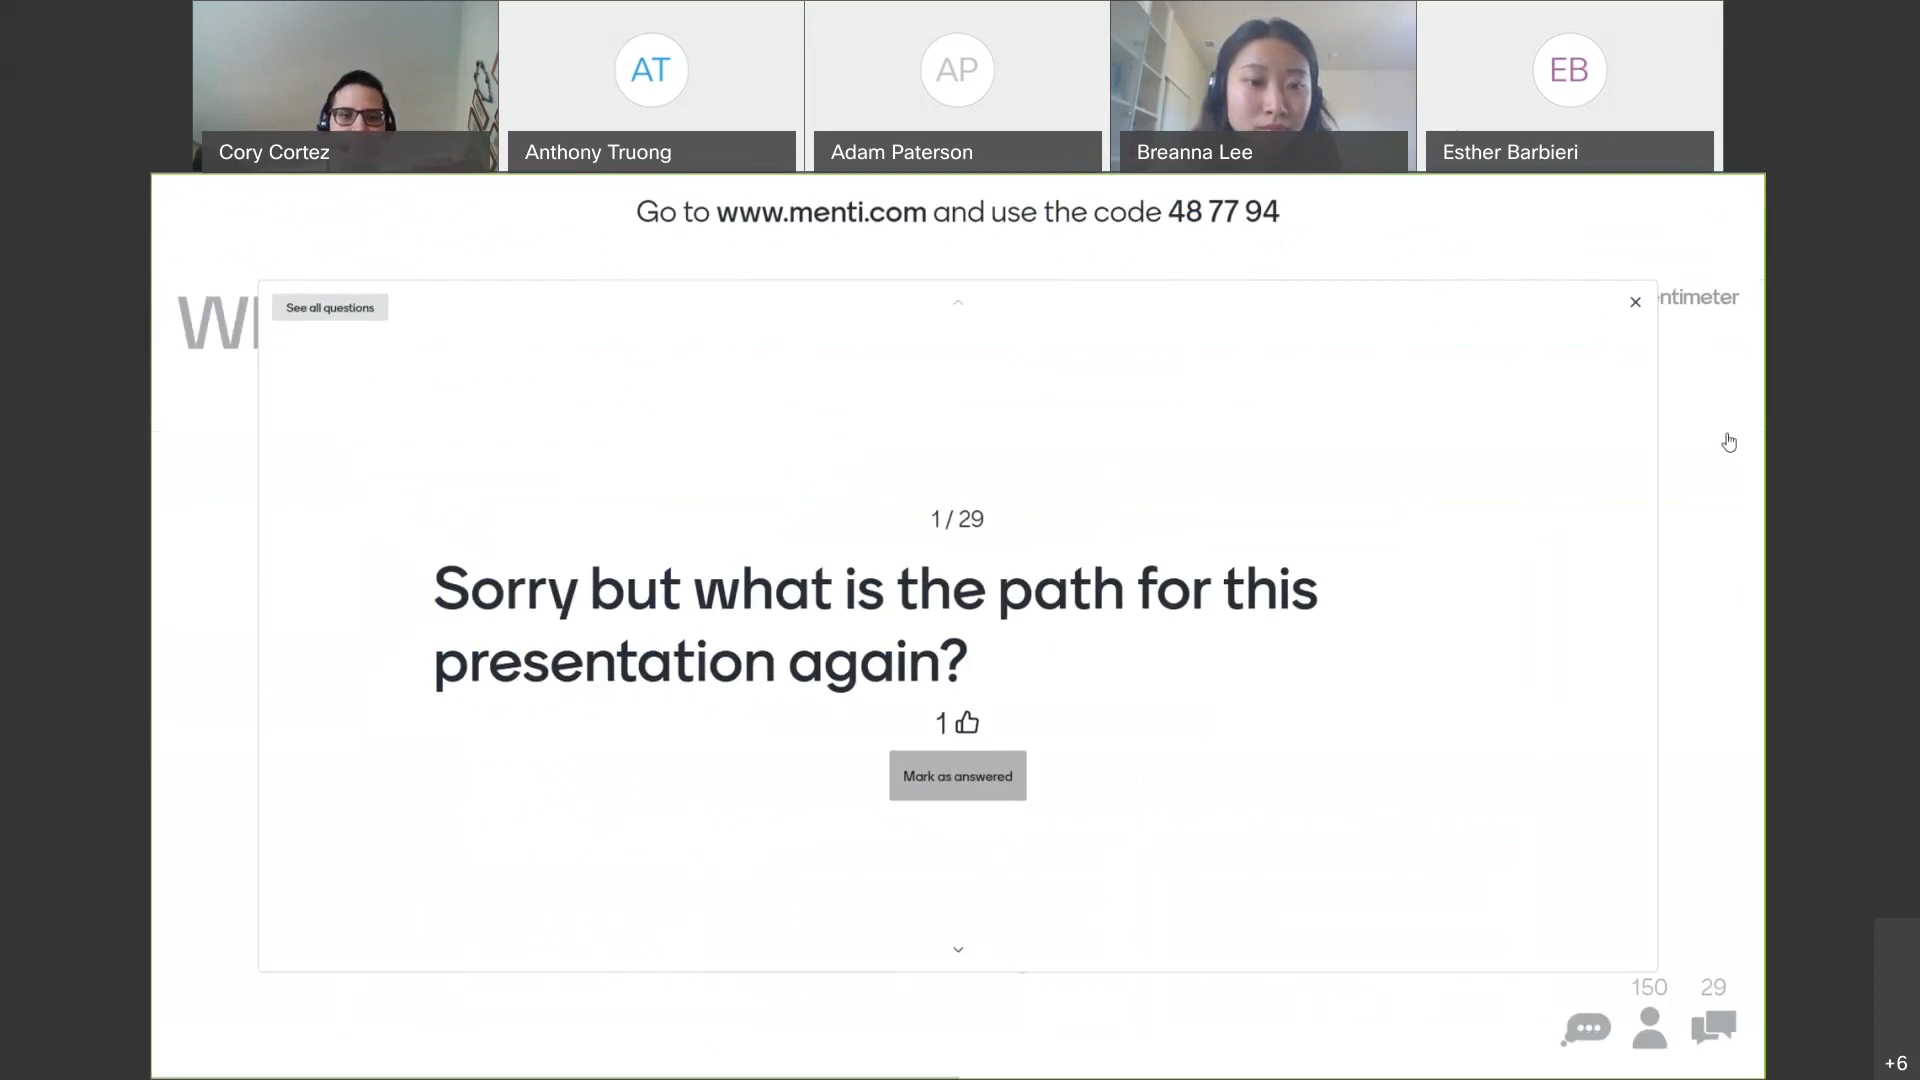 AT
AP
EB
Cory Cortez
Anthony Truong
Adam Paterson
Breanna Lee
Esther Barbieri
Go to www.menti.com and use the code 48 77 94
See all questions
entimeter
1 / 29
Sorry but what is the path for this
presentation again?
1
Mark as answered
150
29
+6